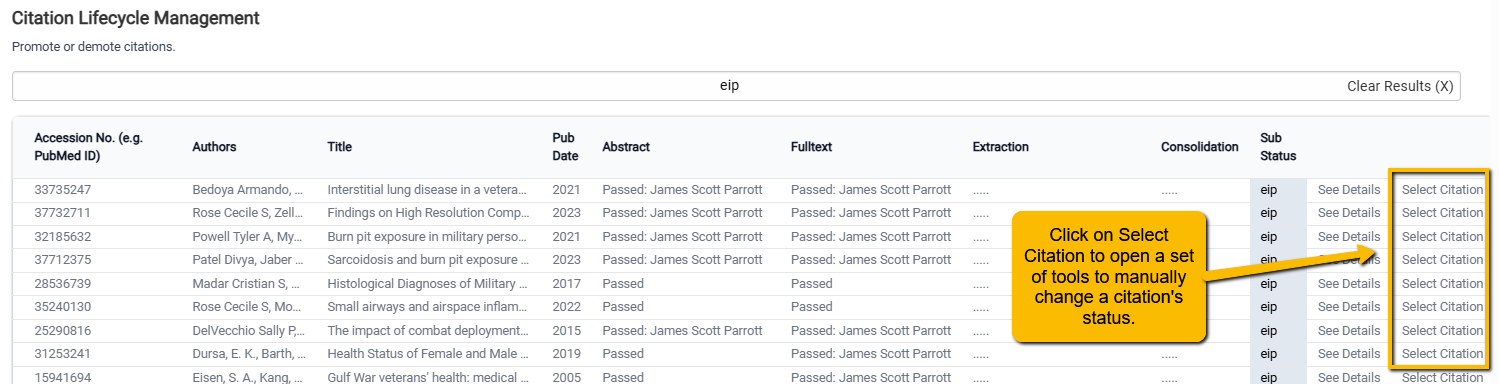 Citation Lifecycle Management
Promote or demote citations.
eip Clear Results (X)
Accession No. (e.g. PubMed ID) Authors Title Pub Date Abstract Fulltext Extraction Consolidation Sub Status
33735247 Bedoya Armando, ... Interstitial lung disease in a vetera... 2021 Passed: James Scott Parrott Passed: James Scott Parrott ..... ..... eip See Details Select Citation
37732711 Rose Cecile S, Zell... Findings on High Resolution Comp... 2023 Passed: James Scott Parrott Passed: James Scott Parrott ..... eip See Details Select Citation
32185632 Powell Tyler A, My... Burn pit exposure in military perso... 2021 Passed: James Scott Parrott Passed: James Scott Parrott ..... eip See Details Select Citation
37712375 Patel Divya, Jaber ... Sarcoidosis and burn pit exposure ... 2023 Passed: James Scott Parrott Passed: James Scott Parrott ..... eip See Details Select Citation
28536739 Madar Cristian S, ... Histological Diagnoses of Military ... 2017 Passed Passed ..... eip See Details Select Citation
35240130 Rose Cecile S, Mo... Small airways and airspace inflam... 2022 Passed Passed ..... eip See Details Select Citation
25290816 DelVecchio Sally P,... The impact of combat deployment... 2015 Passed: James Scott Parrott Passed: James Scott Parrott ..... eip See Details Select Citation
31253241 Dursa, E. K., Barth, ... Health Status of Female and Male ... 2019 Passed Passed: James Scott Parrott ..... ..... eip See Details Select Citation
15941694 Eisen, S. A., Kang, ... Gulf War veterans' health: medical ... 2005 Passed Passed: James Scott Parrott ..... ..... eip See Details Select Citation
Click on Select
Citation to open a set
of tools to manually
change a citation's
status.